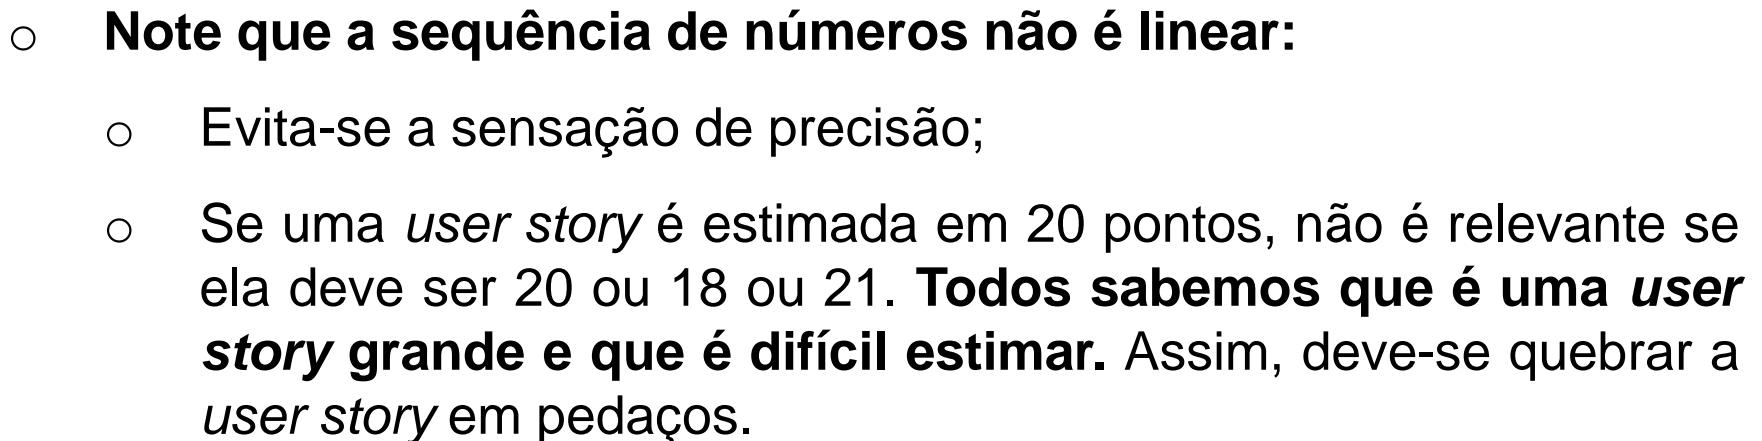 ○ Note que a sequência de números não é linear:
○ Evita-se a sensação de precisão;
○ Se uma user story é estimada em 20 pontos, não é relevante se
ela deve ser 20 ou 18 ou 21. Todos sabemos que é uma user
story grande e que é difícil estimar. Assim, deve-se quebrar a
user story em pedaços.